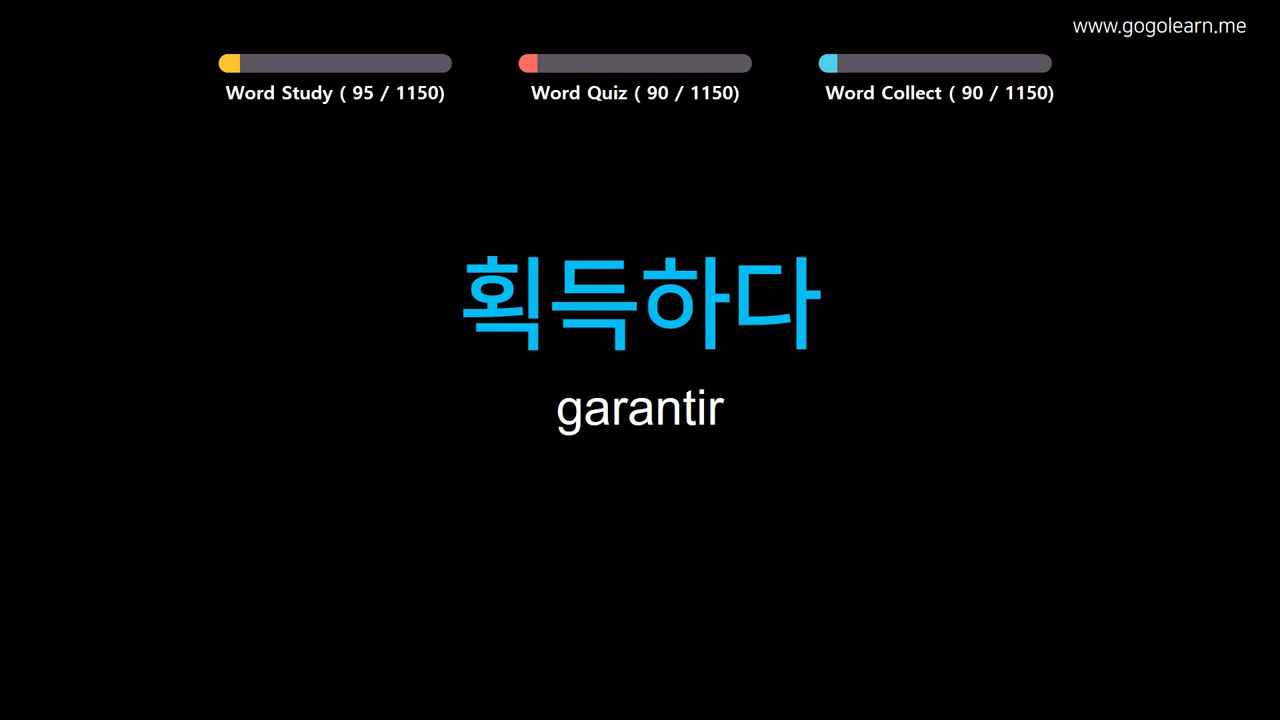 www.gogolearn.me
Word Study ( 95 / 1150)
Word Quiz ( 90 / 1150)
Word Collect ( 90 / 1150)
획득하다
garantir